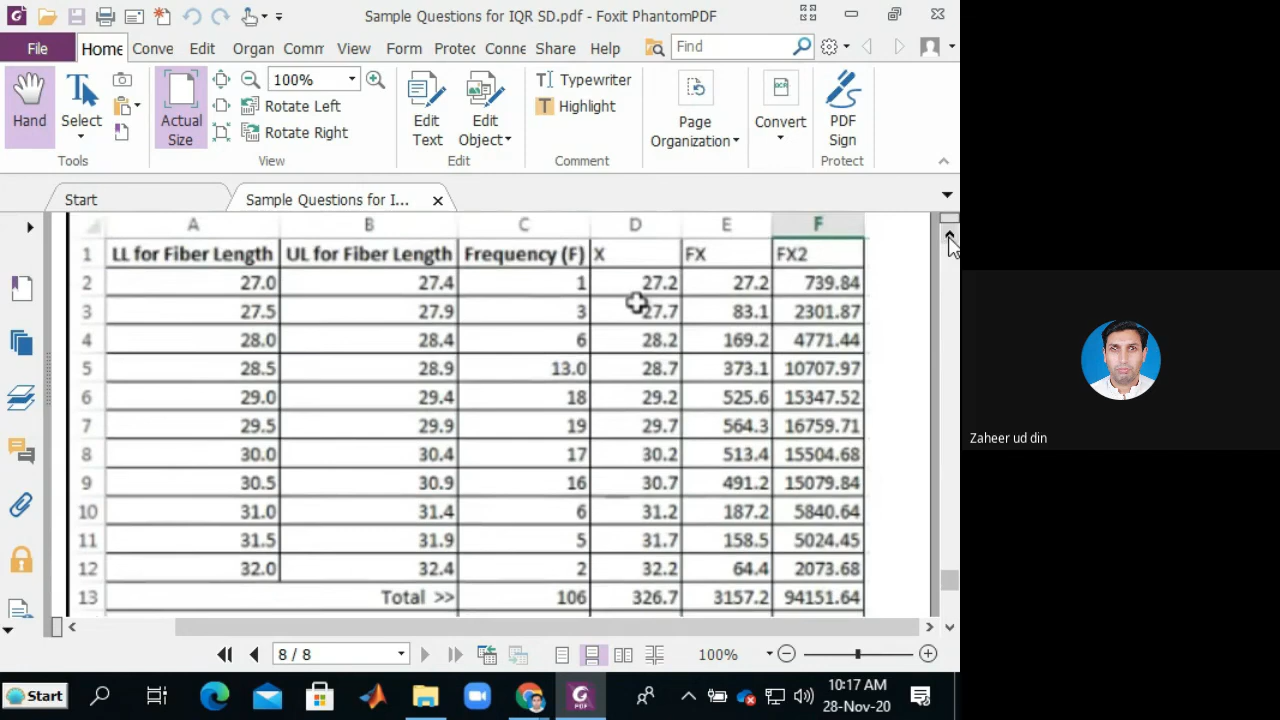 Sample Questions for IQR SD.pdf - Foxit PhantomPDF
File Home Conve Edit Organ Comm View Form Protec Conne Share Help Find
Hand
Select
Actual Size
100%
Rotate Left
Rotate Right
Edit Text
Edit Object
Typewriter
Highlight
Page Organization
Convert
PDF Sign
Tools View Edit Comment Protect
Start Sample Questions for I...
A B C D E F
1 LL for Fiber Length UL for Fiber Length Frequency (F) X FX FX2
2 27.0 27.4 1 27.2 27.2 739.84
3 27.5 27.9 3 27.7 83.1 2301.87
4 28.0 28.4 6 28.2 169.2 4771.44
5 28.5 28.9 13.0 28.7 373.1 10707.97
6 29.0 29.4 18 29.2 525.6 15347.52
7 29.5 29.9 19 29.7 564.3 16759.71
8 30.0 30.4 17 30.2 513.4 15504.68
9 30.5 30.9 16 30.7 491.2 15079.84
10 31.0 31.4 6 31.2 187.2 5840.64
11 31.5 31.9 5 31.7 158.5 5024.45
12 32.0 32.4 2 32.2 64.4 2073.68
13 Total >> 106 326.7 3157.2 94151.64
Zaheer ud din
8 / 8 100%
Start
10:17 AM
28-Nov-20